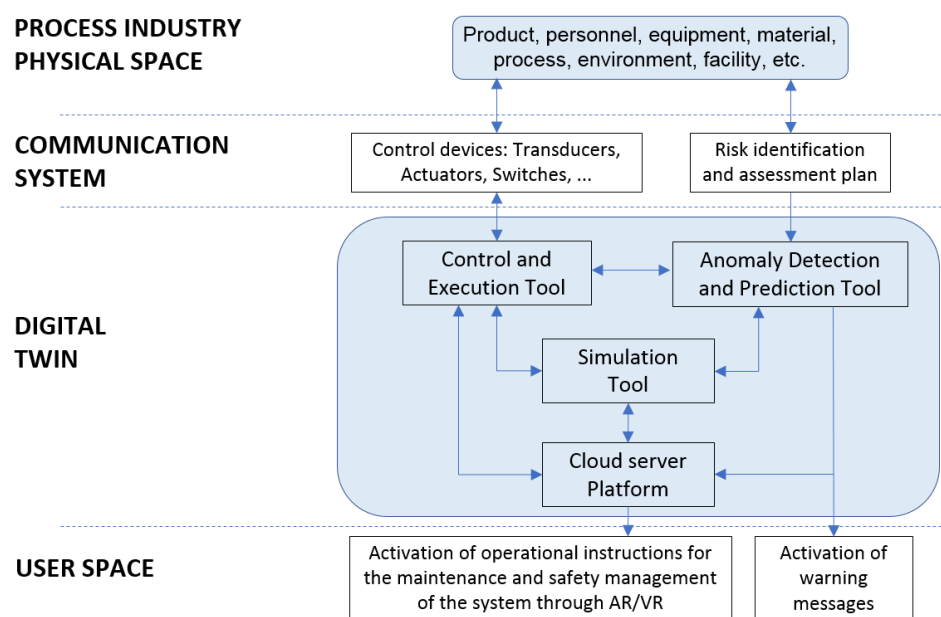 PROCESS INDUSTRY
PHYSICAL SPACE
Product, personnel, equipment, material,
process, environment, facility, etc.
COMMUNICATION
SYSTEM
Control devices: Transducers,
Actuators, Switches, ...
Risk identification
and assessment plan
DIGITAL
TWIN
Control and
Execution Tool
Anomaly Detection
and Prediction Tool
Simulation
Tool
Cloud server
Platform
USER SPACE
Activation of operational instructions for
the maintenance and safety management
of the system through AR/VR
Activation of
warning
messages